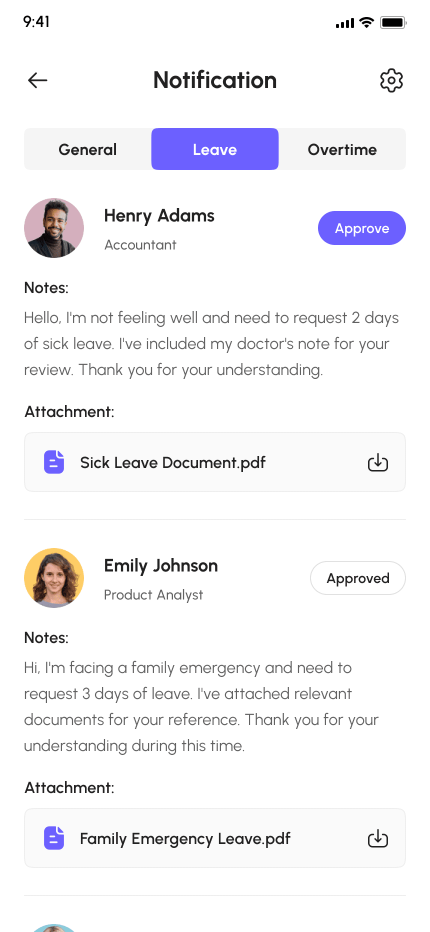 9:41
Notification
General
Leave
Overtime
Henry Adams
Accountant
Approve
Notes:
Hello, I'm not feeling well and need to request 2 days
of sick leave. I've included my doctor's note for your
review. Thank you for your understanding.
Attachment:
Sick Leave Document.pdf
Emily Johnson
Product Analyst
Approved
Notes:
Hi, I'm facing a family emergency and need to
request 3 days of leave. I've attached relevant
documents for your reference. Thank you for your
understanding during this time.
Attachment:
Family Emergency Leave.pdf